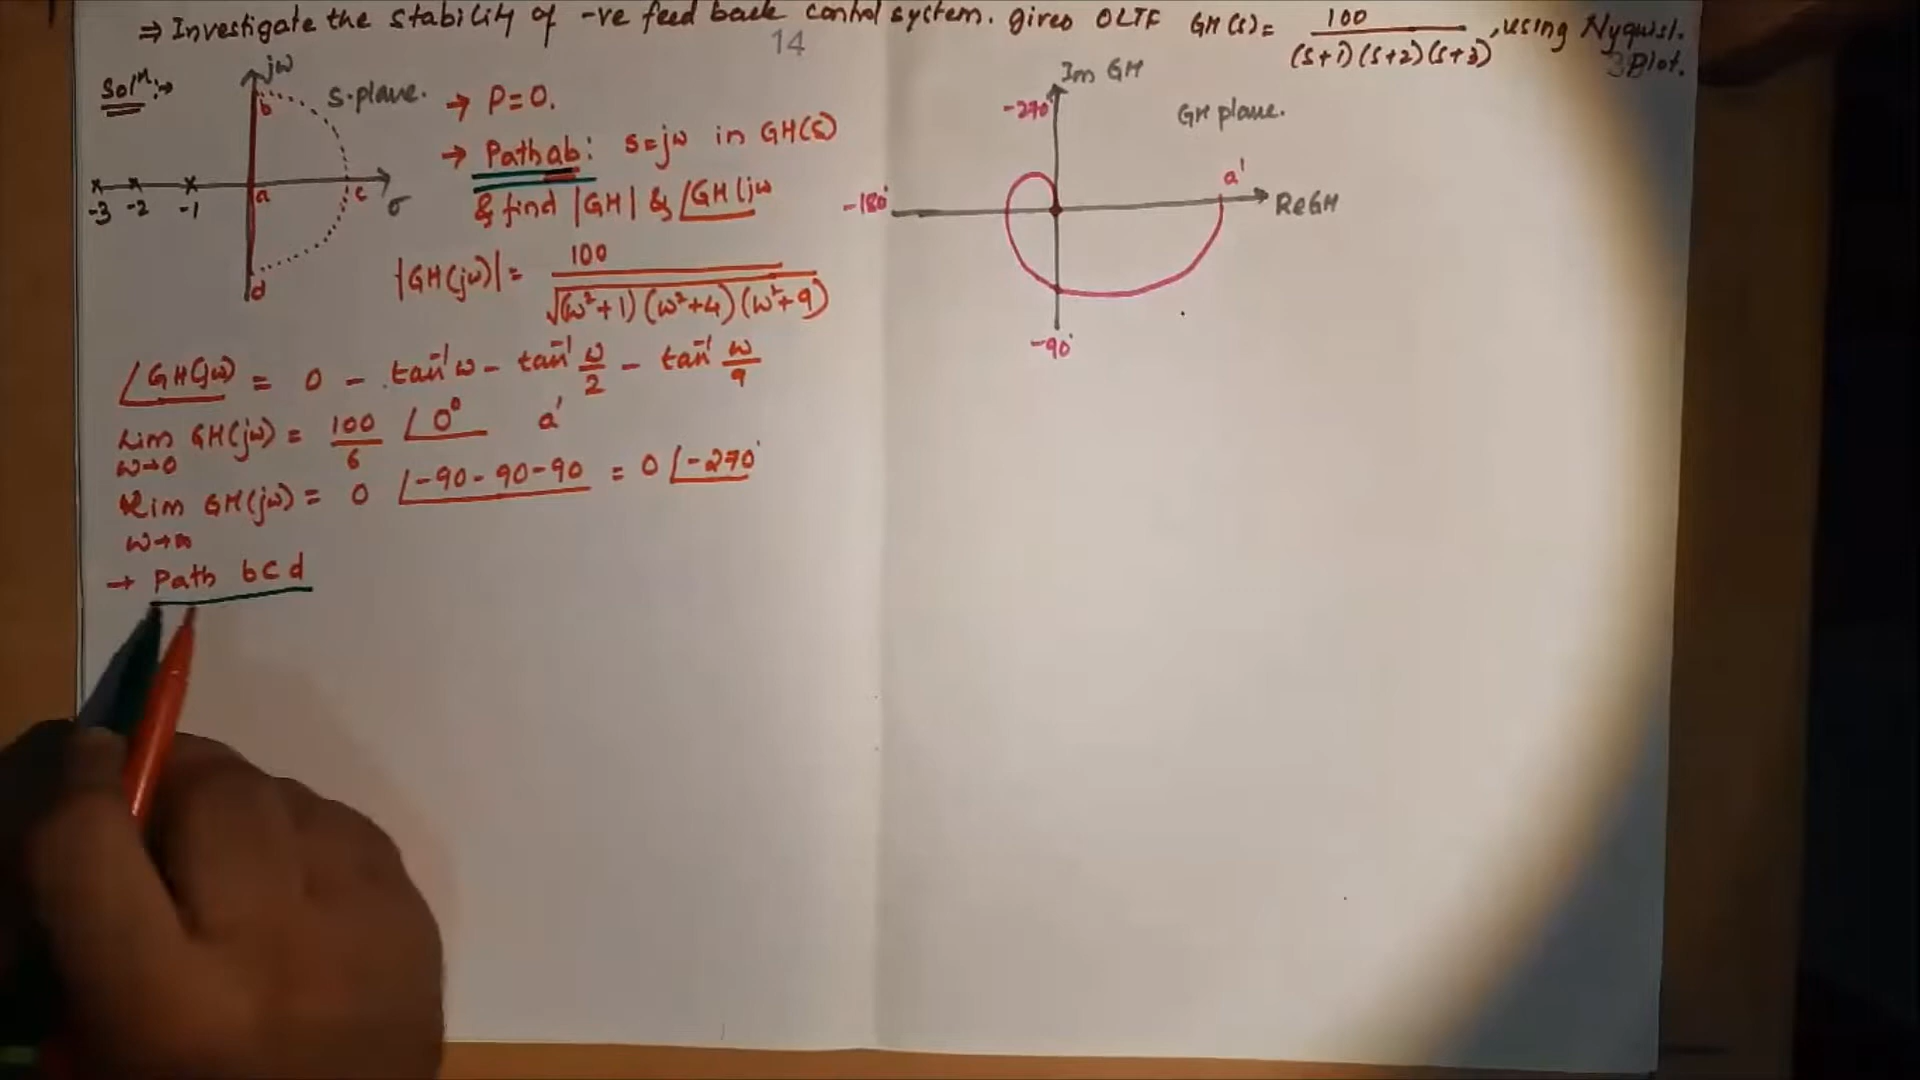 ⇒ Investigate the stability of -ve feed back control system. given OLTF GH(s)= 100 / (s+1)(s+2)(s+3) , using Nyquist.
Plot.
14
3
Solⁿ:→
jω
b
S-plane.
a
c
σ
d
-3 -2 -1
→ P=0.
→ Path ab: s=jω in GH(s)
& find |GH| & ∠GH(jω
|GH(jω)| = 100 / √(ω²+1)(ω²+4)(ω²+9)
∠GH(jω) = 0 - tan⁻¹ω - tan⁻¹ ω/2 - tan⁻¹ ω/9
Lim ω→0 GH(jω) = 100/6 ∠0° a'
Lim ω→∞ GH(jω) = 0 ∠-90-90-90 = 0 ∠-270°
→ Path bcd
Im GH
-270°
GH plane.
a'
-180°
ReGH
-90°